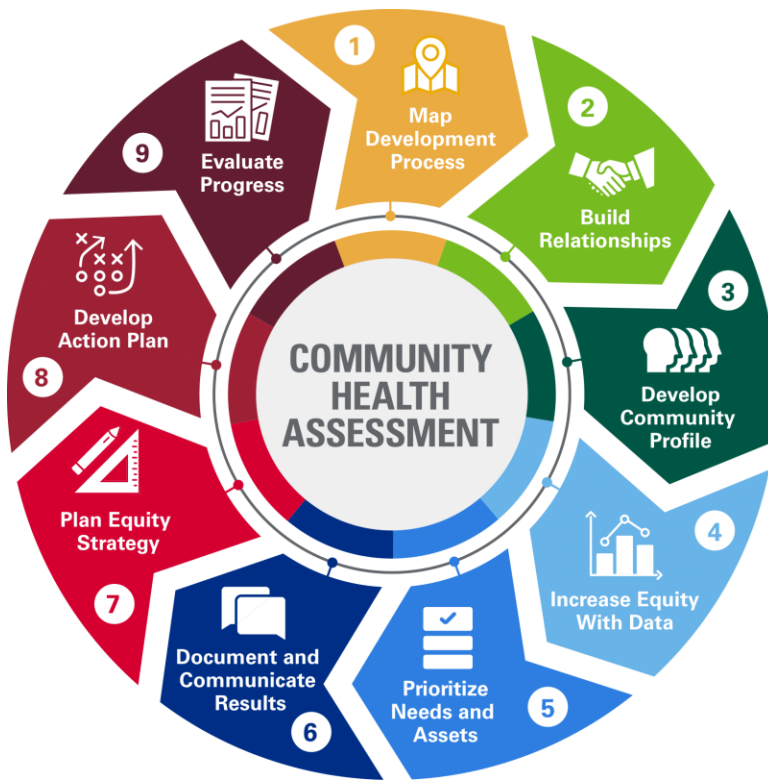 1
Map
Development
Process
2
Build
Relationships
3
Develop
Community
Profile
4
Increase Equity
With Data
5
Prioritize
Needs and
Assets
6
Document and
Communicate
Results
7
Plan Equity
Strategy
8
Develop
Action Plan
9
Evaluate
Progress
COMMUNITY
HEALTH
ASSESSMENT